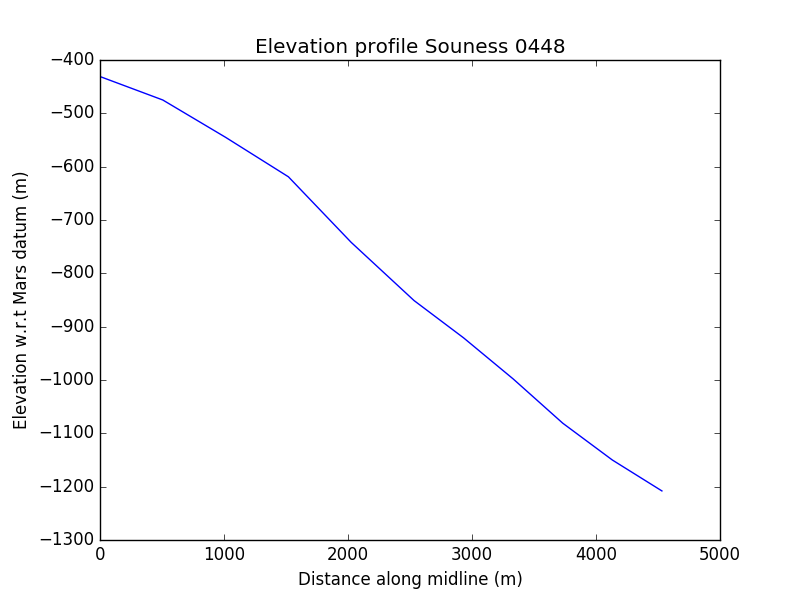 Elevation profile Souness 0448
−400
−500
−600
−700
−800
−900
−1000
−1100
−1200
−1300
Elevation w.r.t Mars datum (m)
0 1000 2000 3000 4000 5000
Distance along midline (m)